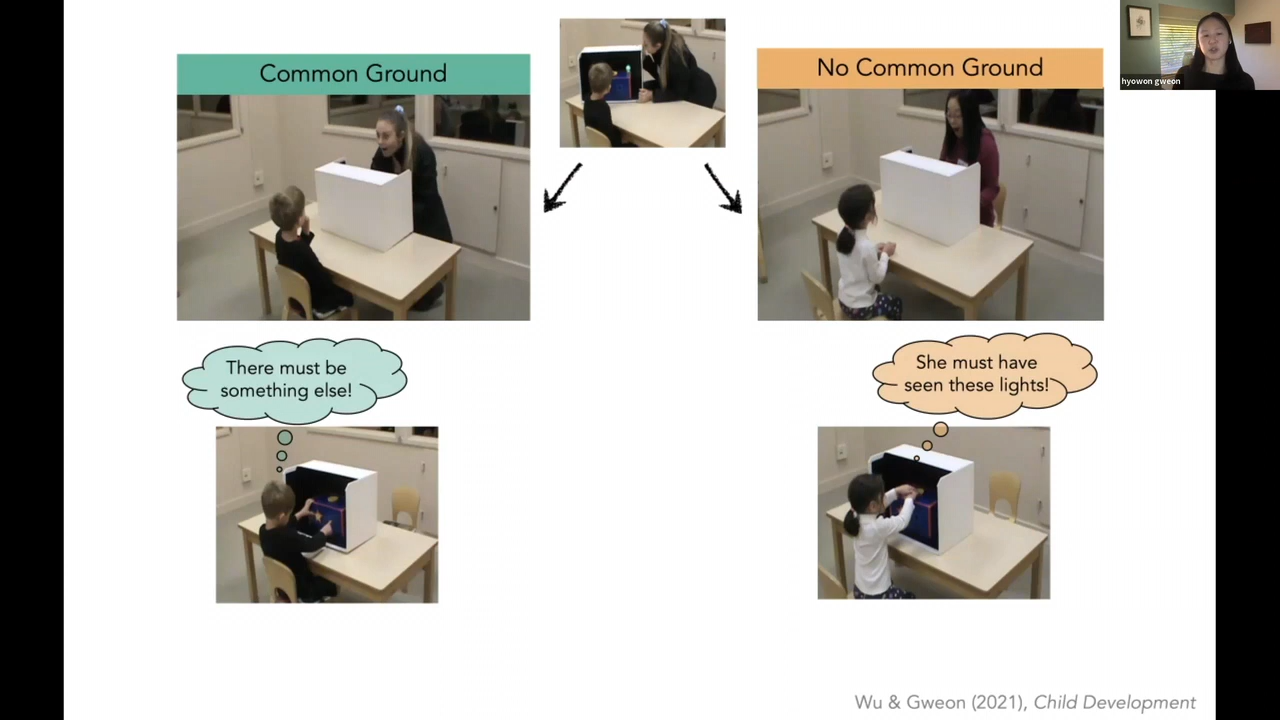 Common Ground
No Common Ground
hyowon gweon
There must be
something else!
She must have
seen these lights!
Wu & Gweon (2021), Child Development